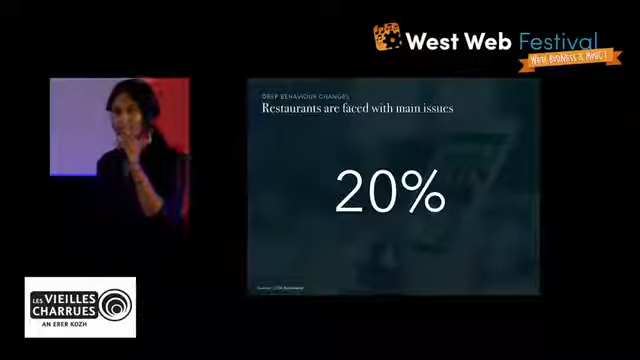 West Web Festival
WEB, BUSINESS & MUSIC !
DEEP BEHAVIOUR CHANGES
Restaurants are faced with main issues
20%
LES VIEILLES
CHARRUES
AN ERER KOZH